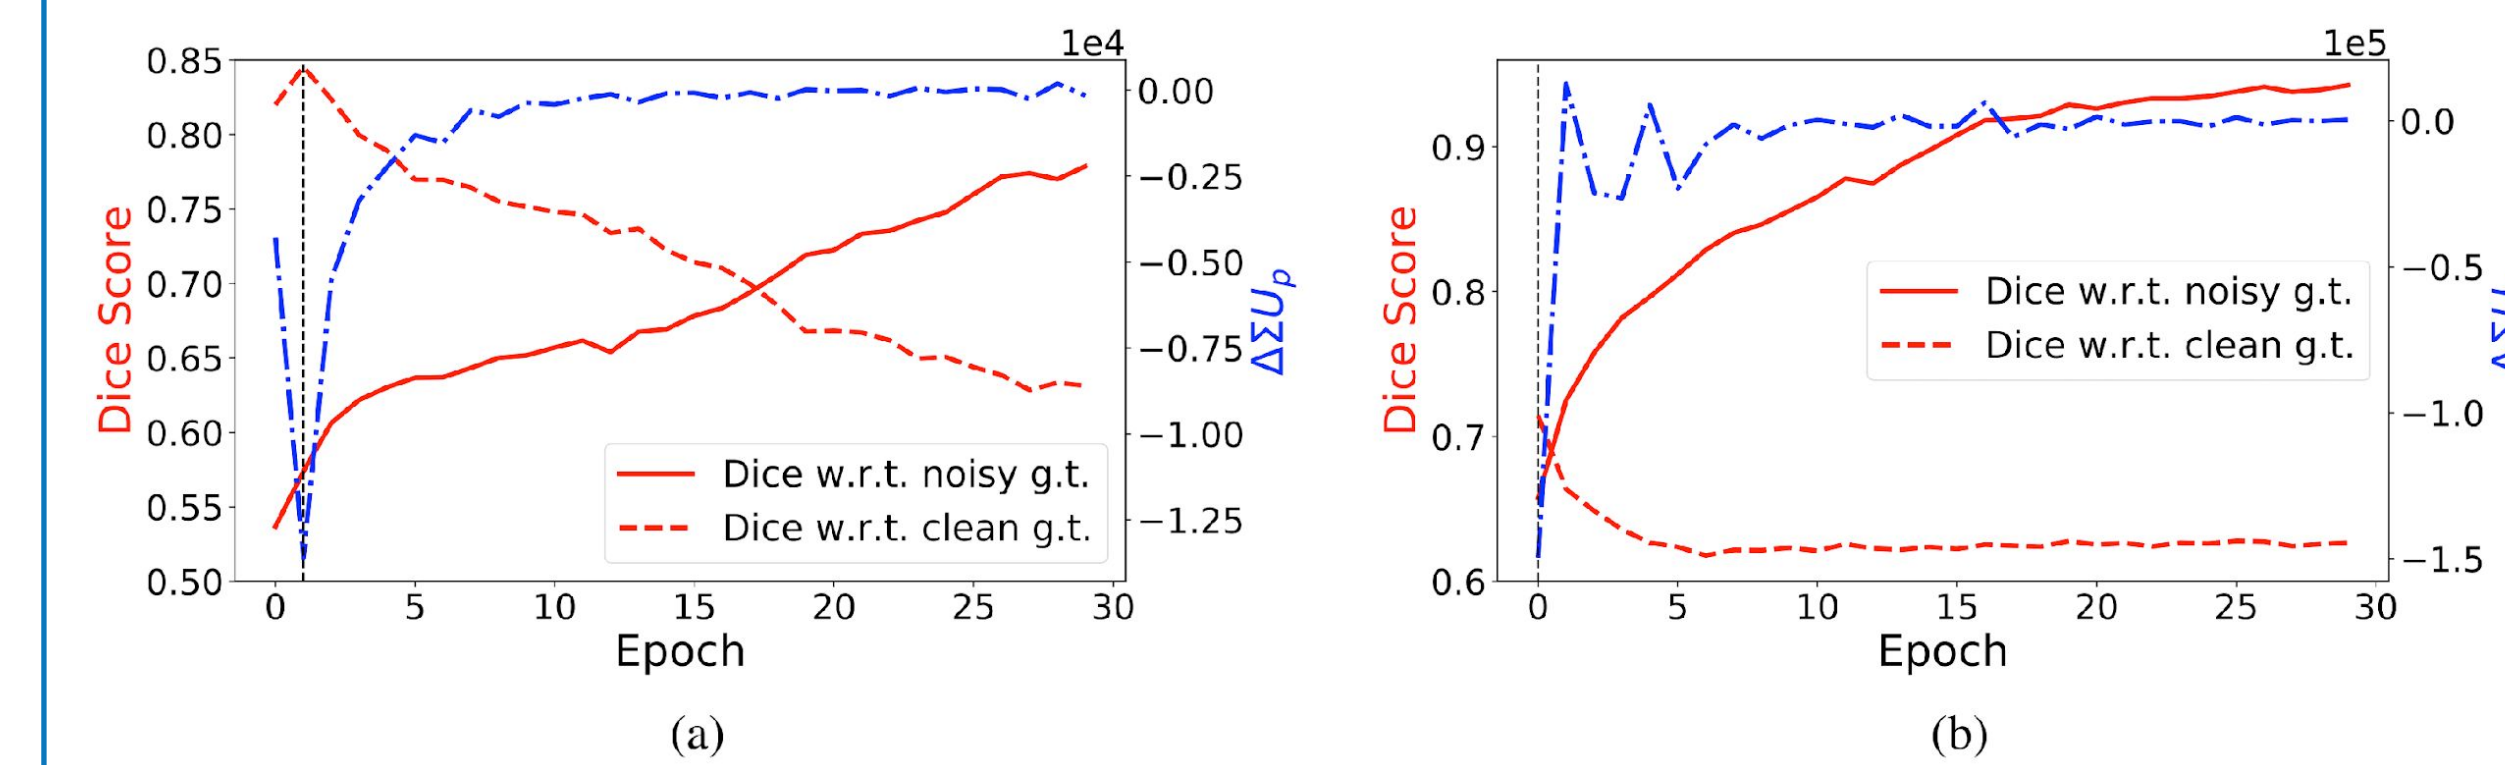 1e4
0.85
0.80
0.75
0.70
0.65
0.60
0.55
0.50
Dice Score
0.00
−0.25
−0.50
−0.75
−1.00
−1.25
ΔΣU_p
Dice w.r.t. noisy g.t.
Dice w.r.t. clean g.t.
0 5 10 15 20 25 30
Epoch
(a)
1e5
0.9
0.8
0.7
0.6
Dice Score
0.0
−0.5
−1.0
−1.5
Dice w.r.t. noisy g.t.
Dice w.r.t. clean g.t.
0 5 10 15 20 25 30
Epoch
(b)